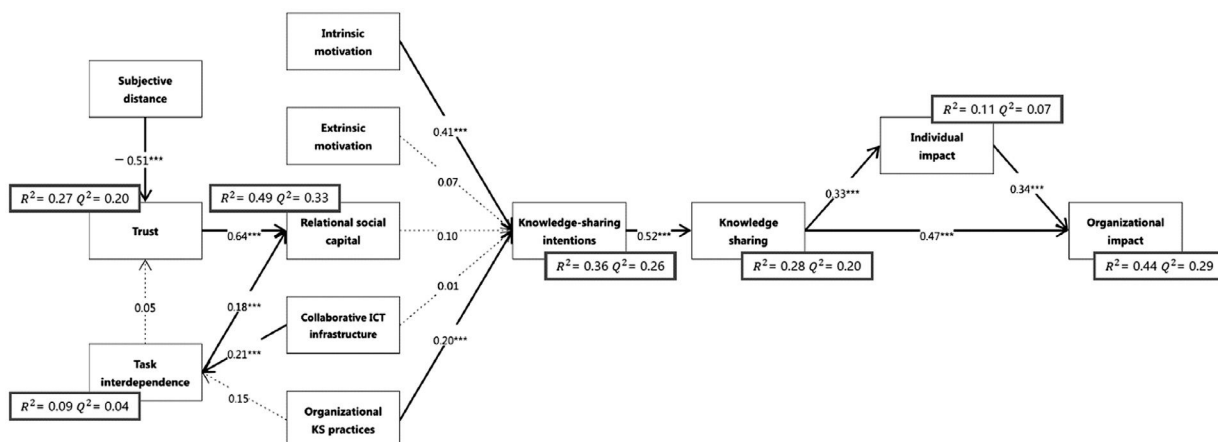 Intrinsic
motivation
Subjective
distance
R² = 0.11 Q² = 0.07
0.41***
Extrinsic
motivation
Individual
impact
− 0.51***
0.07
R² = 0.27 Q² = 0.20
R² = 0.49 Q² = 0.33
0.33***
0.34***
Trust
0.64***
Relational social
capital
0.10
Knowledge-sharing
intentions
0.52***
Knowledge
sharing
0.47***
Organizational
impact
R² = 0.36 Q² = 0.26
R² = 0.28 Q² = 0.20
R² = 0.44 Q² = 0.29
0.01
0.05
0.18***
Collaborative ICT
infrastructure
0.20***
0.21***
Task
interdependence
0.15
R² = 0.09 Q² = 0.04
Organizational
KS practices